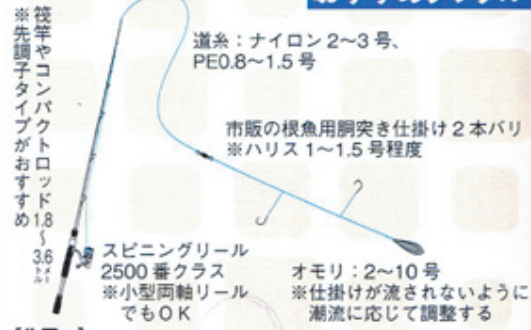 道糸：ナイロン2〜3号、
PE0.8〜1.5号
市販の根魚用胴突き仕掛け2本バリ
※ハリス1〜1.5号程度
筏竿やコンパクトロッド1.8〜3.6メートル
※先調子タイプがおすすめ
スピニングリール
2500番クラス
※小型両軸リール
でもOK
オモリ：2〜10号
※仕掛けが流されないように
潮流に応じて調整する